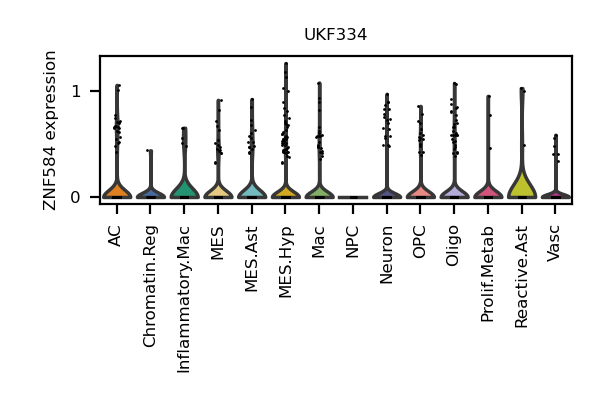 UKF334
ZNF584 expression
1
0
AC
Chromatin.Reg
Inflammatory.Mac
MES
MES.Ast
MES.Hyp
Mac
NPC
Neuron
OPC
Oligo
Prolif.Metab
Reactive.Ast
Vasc